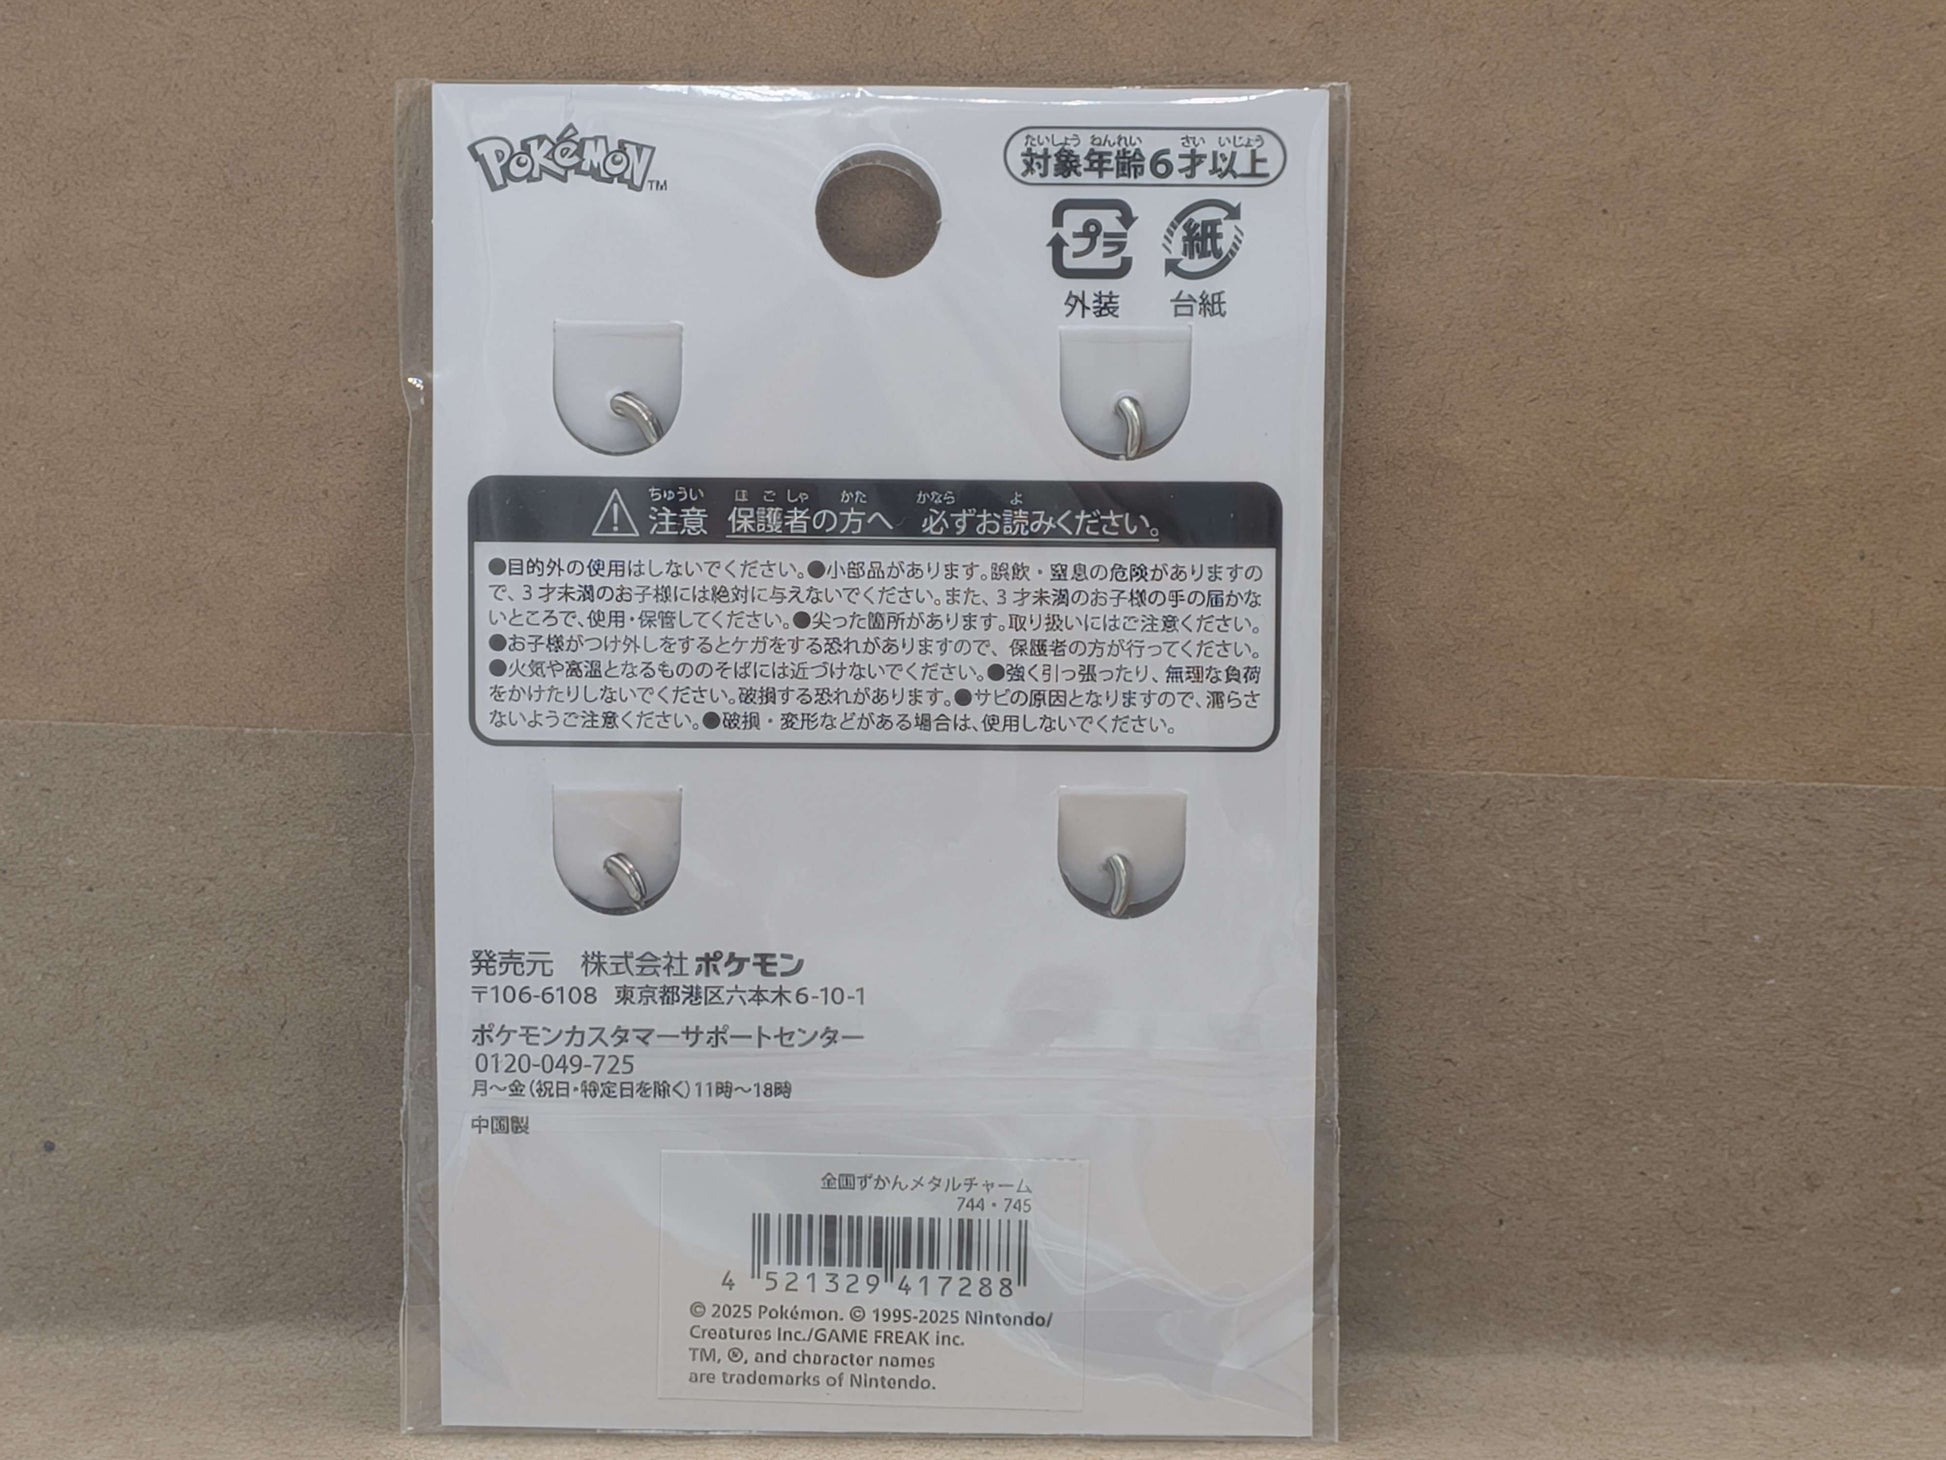 POKéMON TM
たいしょう ねんれい さい いじょう
対象年齢6才以上
プラ 紙
外装 台紙
ちゅうい ほごしゃ かた かなら よ
注意 保護者の方へ 必ずお読みください。
●目的外の使用はしないでください。●小部品があります。誤飲・窒息の危険がありますの
で、3才未満のお子様には絶対に与えないでください。また、3才未満のお子様の手の届かな
いところで、使用・保管してください。●尖った箇所があります。取り扱いにはご注意ください。
●お子様がつけ外しをするとケガをする恐れがありますので、保護者の方が行ってください。
●火気や高温となるもののそばには近づけないでください。●強く引っ張ったり、無理な負荷
をかけたりしないでください。破損する恐れがあります。●サビの原因となりますので、濡らさ
ないようご注意ください。●破損・変形などがある場合は、使用しないでください。
発売元 株式会社ポケモン
〒106-6108 東京都港区六本木6-10-1
ポケモンカスタマーサポートセンター
0120-049-725
月～金(祝日・特定日を除く)11時～18時
中国製
全国ずかんメタルチャーム
744・745
4 521329 417288
© 2025 Pokémon. © 1995-2025 Nintendo/
Creatures Inc./GAME FREAK inc.
TM, ®, and character names
are trademarks of Nintendo.